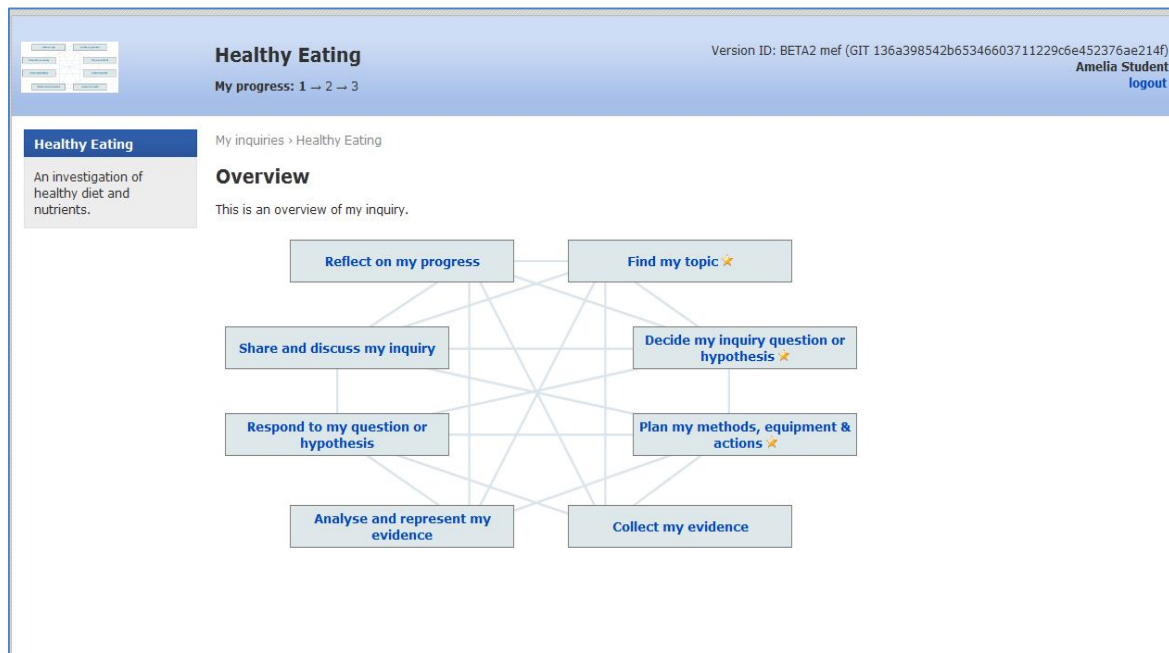 Healthy Eating
Version ID: BETA2 mef (GIT 136a398542b65346603711229c6e452376ae214f)
Amelia Student
My progress: 1 → 2 → 3
logout
Healthy Eating
An investigation of
healthy diet and
nutrients.
My inquiries › Healthy Eating
Overview
This is an overview of my inquiry.
Reflect on my progress
Find my topic
Share and discuss my inquiry
Decide my inquiry question or
hypothesis
Respond to my question or
hypothesis
Plan my methods, equipment &
actions
Analyse and represent my
evidence
Collect my evidence